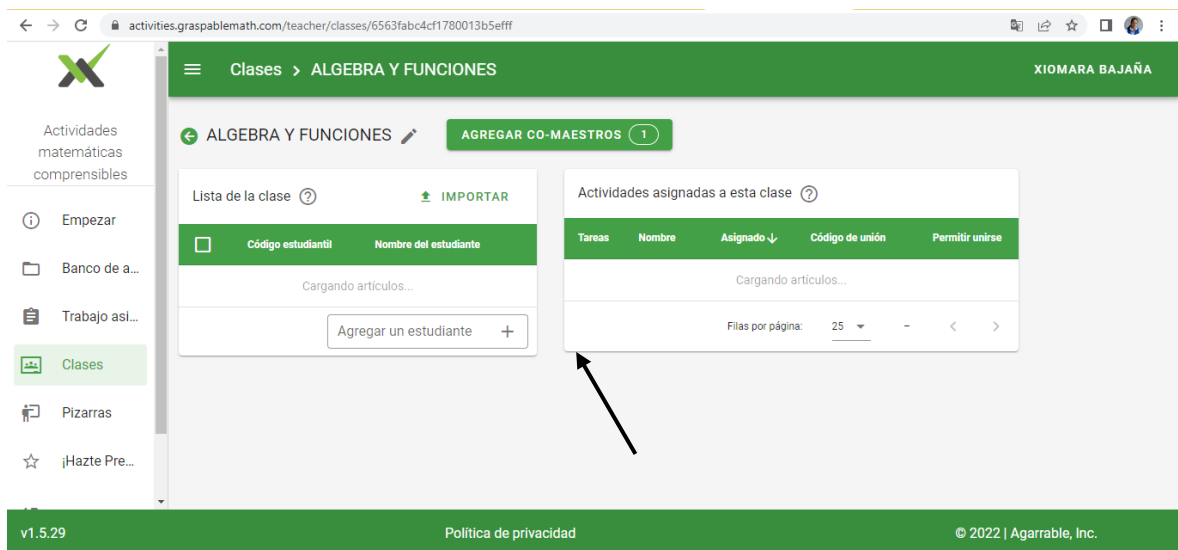 activities.graspablemath.com/teacher/classes/6563fabc4cf1780013b5efff
Clases > ALGEBRA Y FUNCIONES
XIOMARA BAJAÑA
Actividades
matemáticas
comprensibles
Empezar
Banco de a...
Trabajo asi...
Clases
Pizarras
¡Hazte Pre...
ALGEBRA Y FUNCIONES
AGREGAR CO-MAESTROS 1
Lista de la clase ?
IMPORTAR
Código estudiantil Nombre del estudiante
Cargando artículos...
Agregar un estudiante +
Actividades asignadas a esta clase ?
Tareas Nombre Asignado Código de unión Permitir unirse
Cargando artículos...
Filas por página: 25 –
v1.5.29
Política de privacidad
© 2022 | Agarrable, Inc.